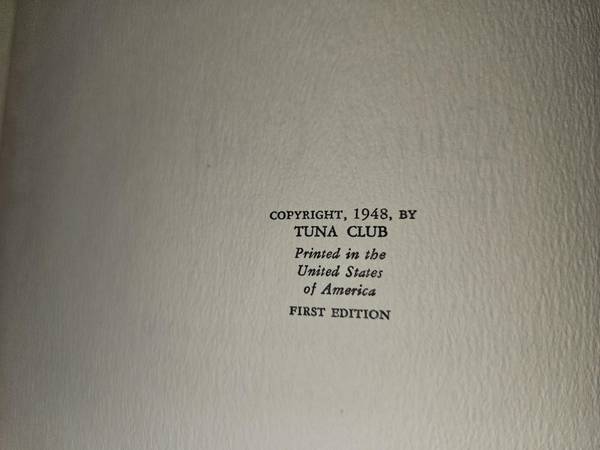 COPYRIGHT, 1948, BY
TUNA CLUB
Printed in the
United States
of America
FIRST EDITION